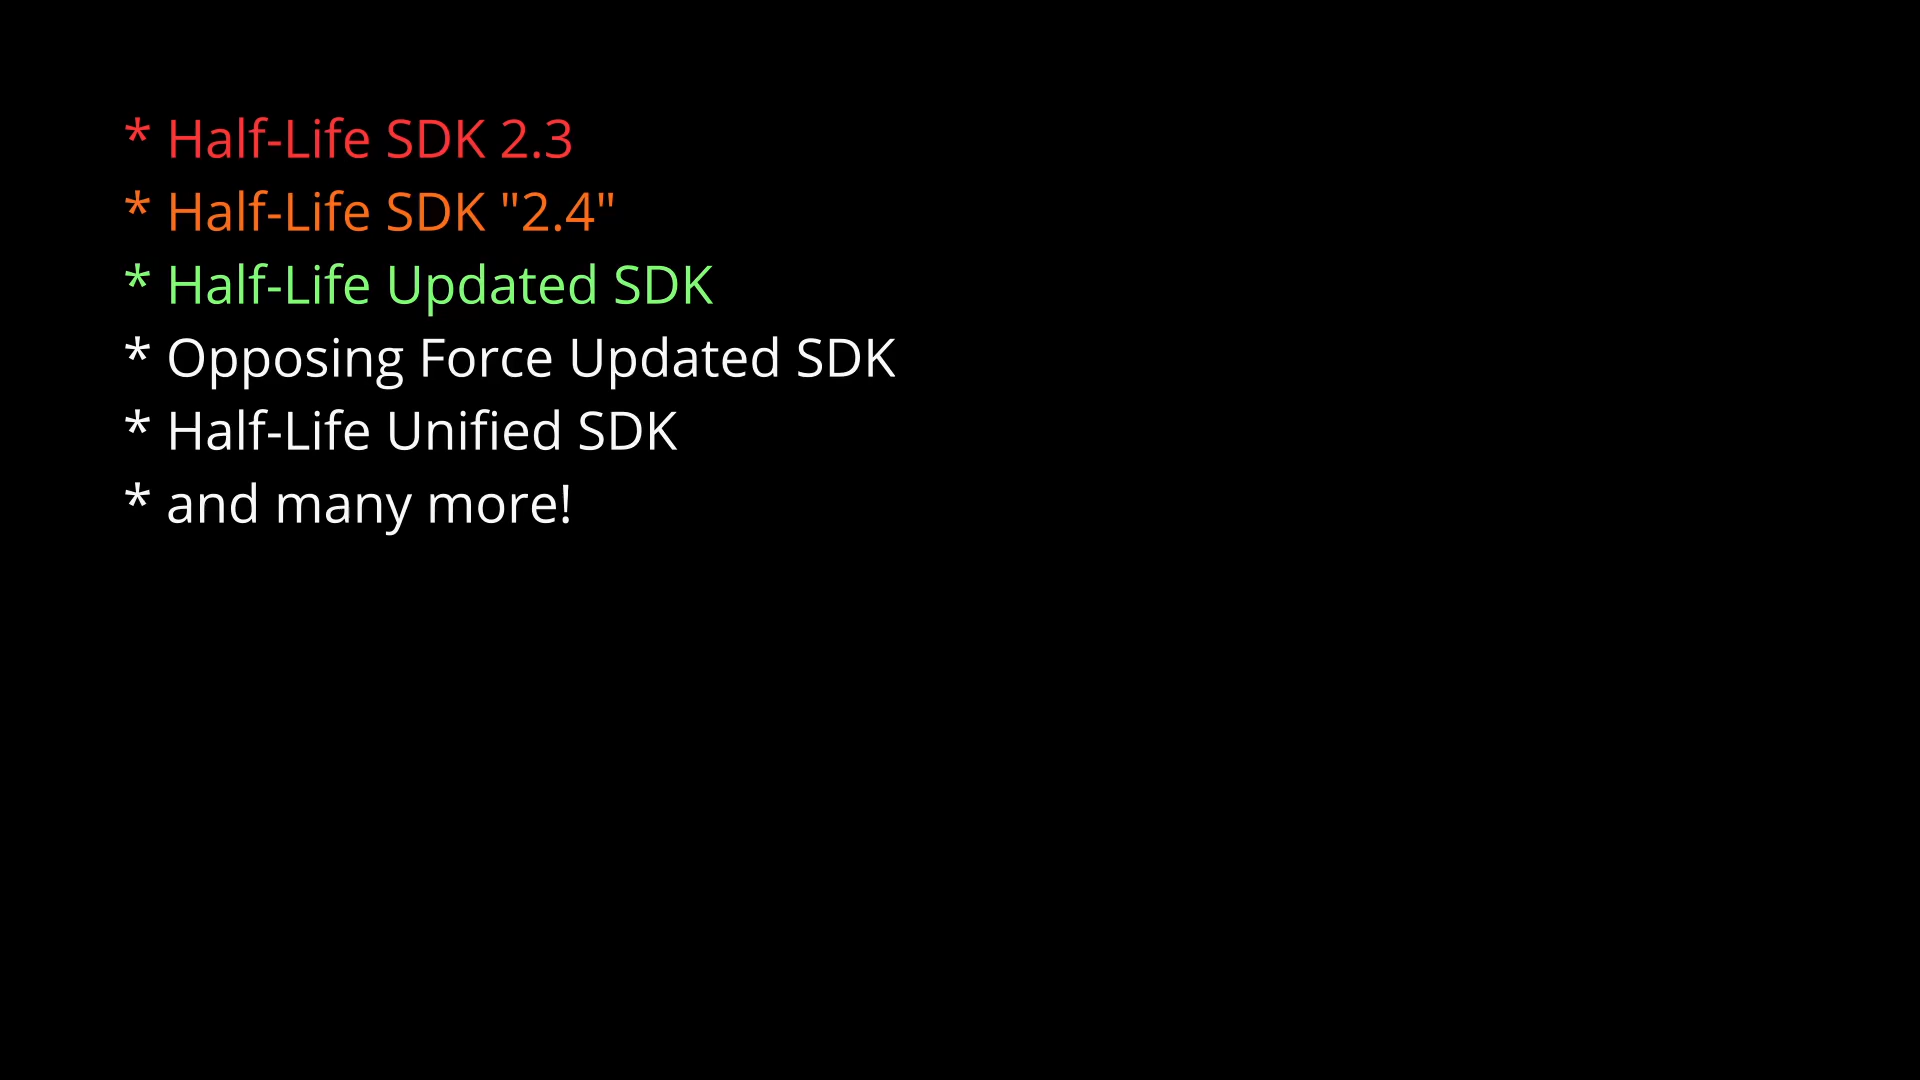 * Half-Life SDK 2.3
* Half-Life SDK "2.4"
* Half-Life Updated SDK
* Opposing Force Updated SDK
* Half-Life Unified SDK
* and many more!